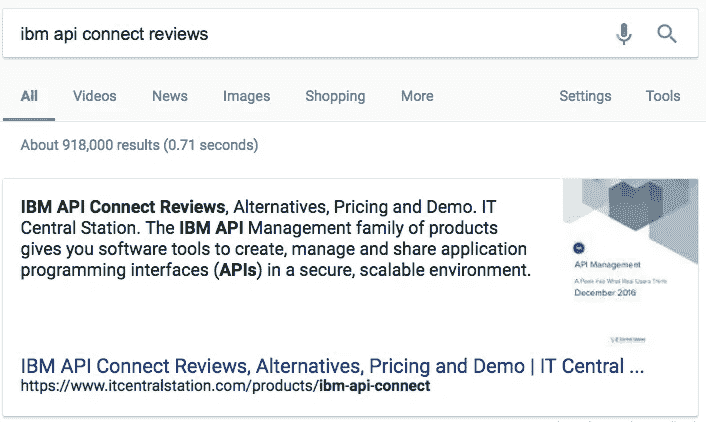 ibm api connect reviews
All Videos News Images Shopping More Settings Tools
About 918,000 results (0.71 seconds)
IBM API Connect Reviews, Alternatives, Pricing and Demo. IT
Central Station. The IBM API Management family of products
gives you software tools to create, manage and share application
programming interfaces (APIs) in a secure, scalable environment.
API Management
A Peek Into What Real Users Think
December 2016
IBM API Connect Reviews, Alternatives, Pricing and Demo | IT Central ...
https://www.itcentralstation.com/products/ibm-api-connect